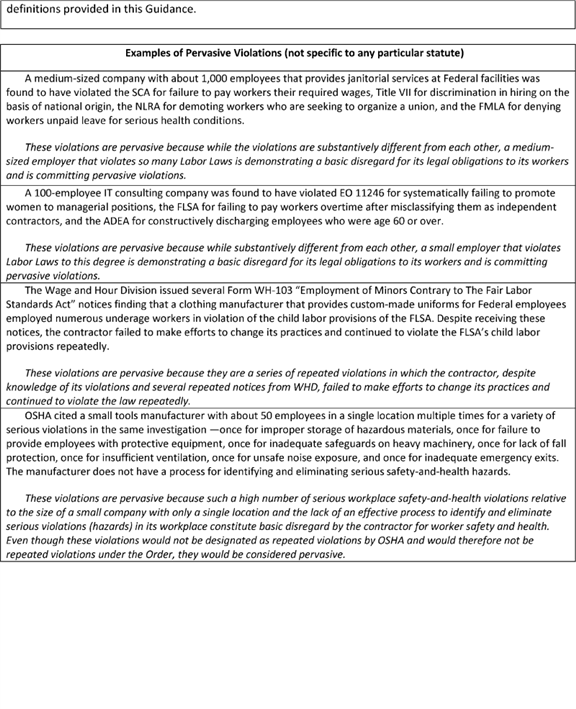 definitions provided in this Guidance.
Examples of Pervasive Violations (not specific to any particular statute)
A medium-sized company with about 1,000 employees that provides janitorial services at Federal facilities was
found to have violated the SCA for failure to pay workers their required wages, Title VII for discrimination in hiring on the
basis of national origin, the NLRA for demoting workers who are seeking to organize a union, and the FMLA for denying
workers unpaid leave for serious health conditions.
These violations are pervasive because while the violations are substantively different from each other, a medium-
sized employer that violates so many Labor Laws is demonstrating a basic disregard for its legal obligations to its workers
and is committing pervasive violations.
A 100-employee IT consulting company was found to have violated EO 11246 for systematically failing to promote
women to managerial positions, the FLSA for failing to pay workers overtime after misclassifying them as independent
contractors, and the ADEA for constructively discharging employees who were age 60 or over.
These violations are pervasive because while substantively different from each other, a small employer that violates
Labor Laws to this degree is demonstrating a basic disregard for its legal obligations to its workers and is committing
pervasive violations.
The Wage and Hour Division issued several Form WH-103 “Employment of Minors Contrary to The Fair Labor
Standards Act” notices finding that a clothing manufacturer that provides custom-made uniforms for Federal employees
employed numerous underage workers in violation of the child labor provisions of the FLSA. Despite receiving these
notices, the contractor failed to make efforts to change its practices and continued to violate the FLSA’s child labor
provisions repeatedly.
These violations are pervasive because they are a series of repeated violations in which the contractor, despite
knowledge of its violations and several repeated notices from WHD, failed to make efforts to change its practices and
continued to violate the law repeatedly.
OSHA cited a small tools manufacturer with about 50 employees in a single location multiple times for a variety of
serious violations in the same investigation —once for improper storage of hazardous materials, once for failure to
provide employees with protective equipment, once for inadequate safeguards on heavy machinery, once for lack of fall
protection, once for insufficient ventilation, once for unsafe noise exposure, and once for inadequate emergency exits.
The manufacturer does not have a process for identifying and eliminating serious safety-and-health hazards.
These violations are pervasive because such a high number of serious workplace safety-and-health violations relative
to the size of a small company with only a single location and the lack of an effective process to identify and eliminate
serious violations (hazards) in its workplace constitute basic disregard by the contractor for worker safety and health.
Even though these violations would not be designated as repeated violations by OSHA and would therefore not be
repeated violations under the Order, they would be considered pervasive.